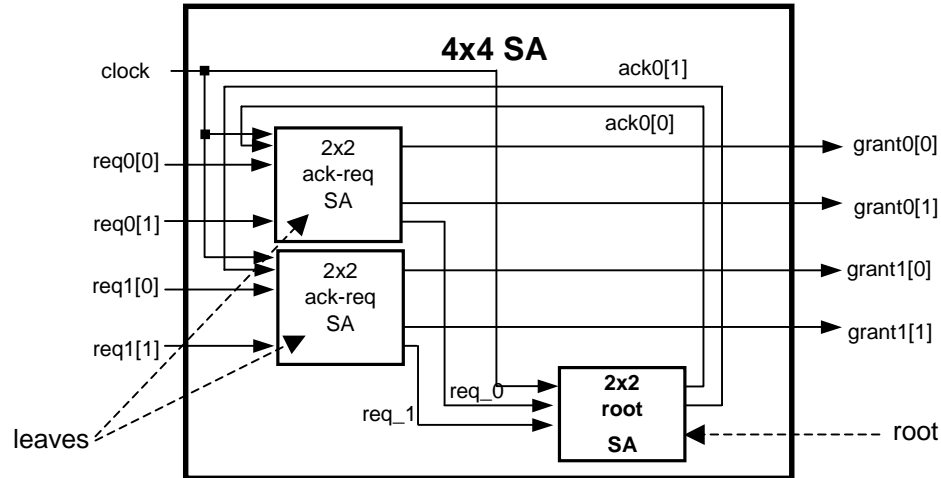 4x4 SA
clock
ack0[1]
ack0[0]
2x2
ack-req
SA
req0[0]
req0[1]
grant0[0]
grant0[1]
2x2
ack-req
SA
req1[0]
req1[1]
grant1[0]
grant1[1]
req_0
req_1
2x2
root
SA
leaves
root